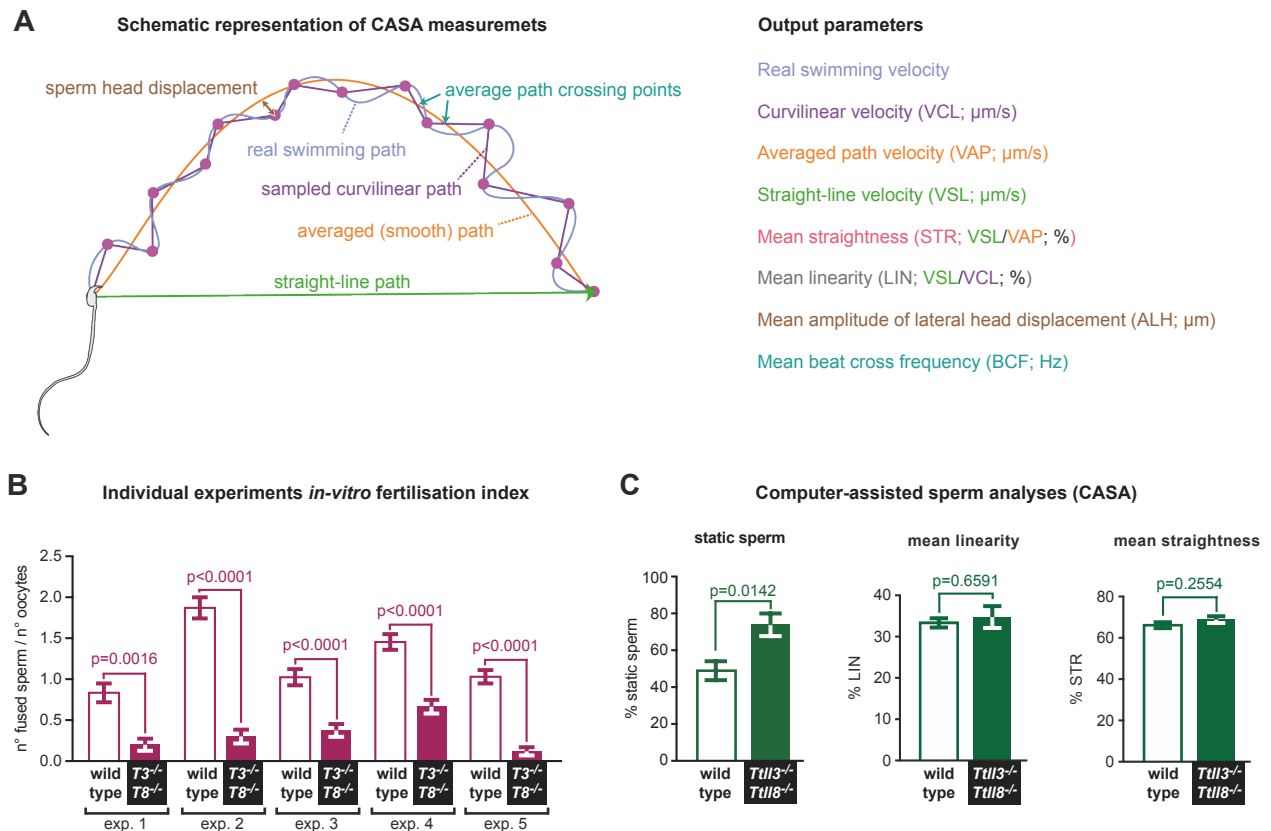 A
Schematic representation of CASA measuremets
sperm head displacement
average path crossing points
real swimming path
sampled curvilinear path
averaged (smooth) path
straight-line path
Output parameters
Real swimming velocity
Curvilinear velocity (VCL; µm/s)
Averaged path velocity (VAP; µm/s)
Straight-line velocity (VSL; µm/s)
Mean straightness (STR; VSL/VAP; %)
Mean linearity (LIN; VSL/VCL; %)
Mean amplitude of lateral head displacement (ALH; µm)
Mean beat cross frequency (BCF; Hz)
B
Individual experiments in-vitro fertilisation index
n° fused sperm / n° oocytes
2.5
2.0
1.5
1.0
0.5
0.0
p=0.0016
p<0.0001
p<0.0001
p<0.0001
p<0.0001
wild type
T3-/- T8-/-
wild type
T3-/- T8-/-
wild type
T3-/- T8-/-
wild type
T3-/- T8-/-
wild type
T3-/- T8-/-
exp. 1
exp. 2
exp. 3
exp. 4
exp. 5
C
Computer-assisted sperm analyses (CASA)
static sperm
% static sperm
100
80
60
40
20
0
p=0.0142
wild type
Ttll3-/- Ttll8-/-
mean linearity
% LIN
40
30
20
10
0
p=0.6591
wild type
Ttll3-/- Ttll8-/-
mean straightness
% STR
80
60
40
20
0
p=0.2554
wild type
Ttll3-/- Ttll8-/-